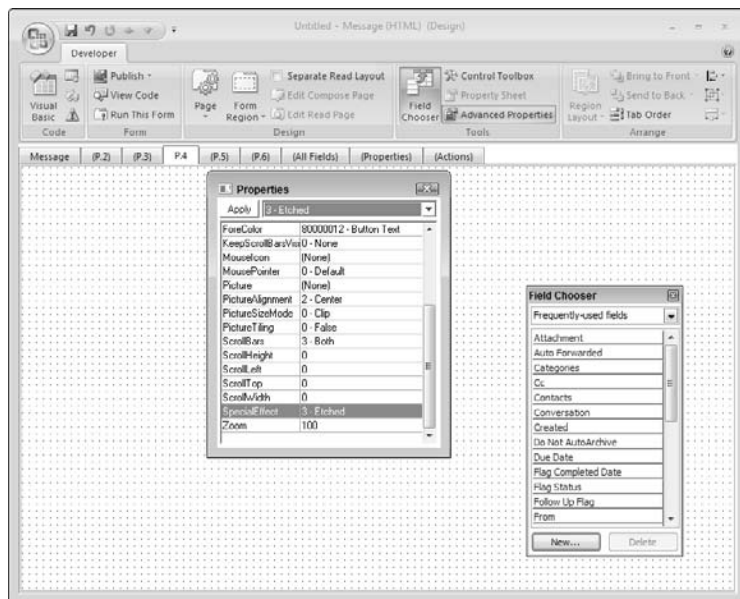 Untitled - Message (HTML) (Design)
Developer
Visual Basic
Publish
View Code
Run This Form
Code
Form
Page
Form Region
Separate Read Layout
Edit Compose Page
Edit Read Page
Design
Field Chooser
Control Toolbox
Property Sheet
Advanced Properties
Tools
Region Layout
Bring to Front
Send to Back
Tab Order
Arrange
Message (P.2) (P.3) P.4 (P.5) (P.6) (All Fields) (Properties) (Actions)
Properties
Apply 3 - Etched
ForeColor 80000012 - Button Text
KeepScrollBarsVisi 0 - None
MouseIcon (None)
MousePointer 0 - Default
Picture (None)
PictureAlignment 2 - Center
PictureSizeMode 0 - Clip
PictureTiling 0 - False
ScrollBars 3 - Both
ScrollHeight 0
ScrollLeft 0
ScrollTop 0
ScrollWidth 0
SpecialEffect 3 - Etched
Zoom 100
Field Chooser
Frequently-used fields
Attachment
Auto Forwarded
Categories
Cc
Contacts
Conversation
Created
Do Not AutoArchive
Due Date
Flag Completed Date
Flag Status
Follow Up Flag
From
New... Delete